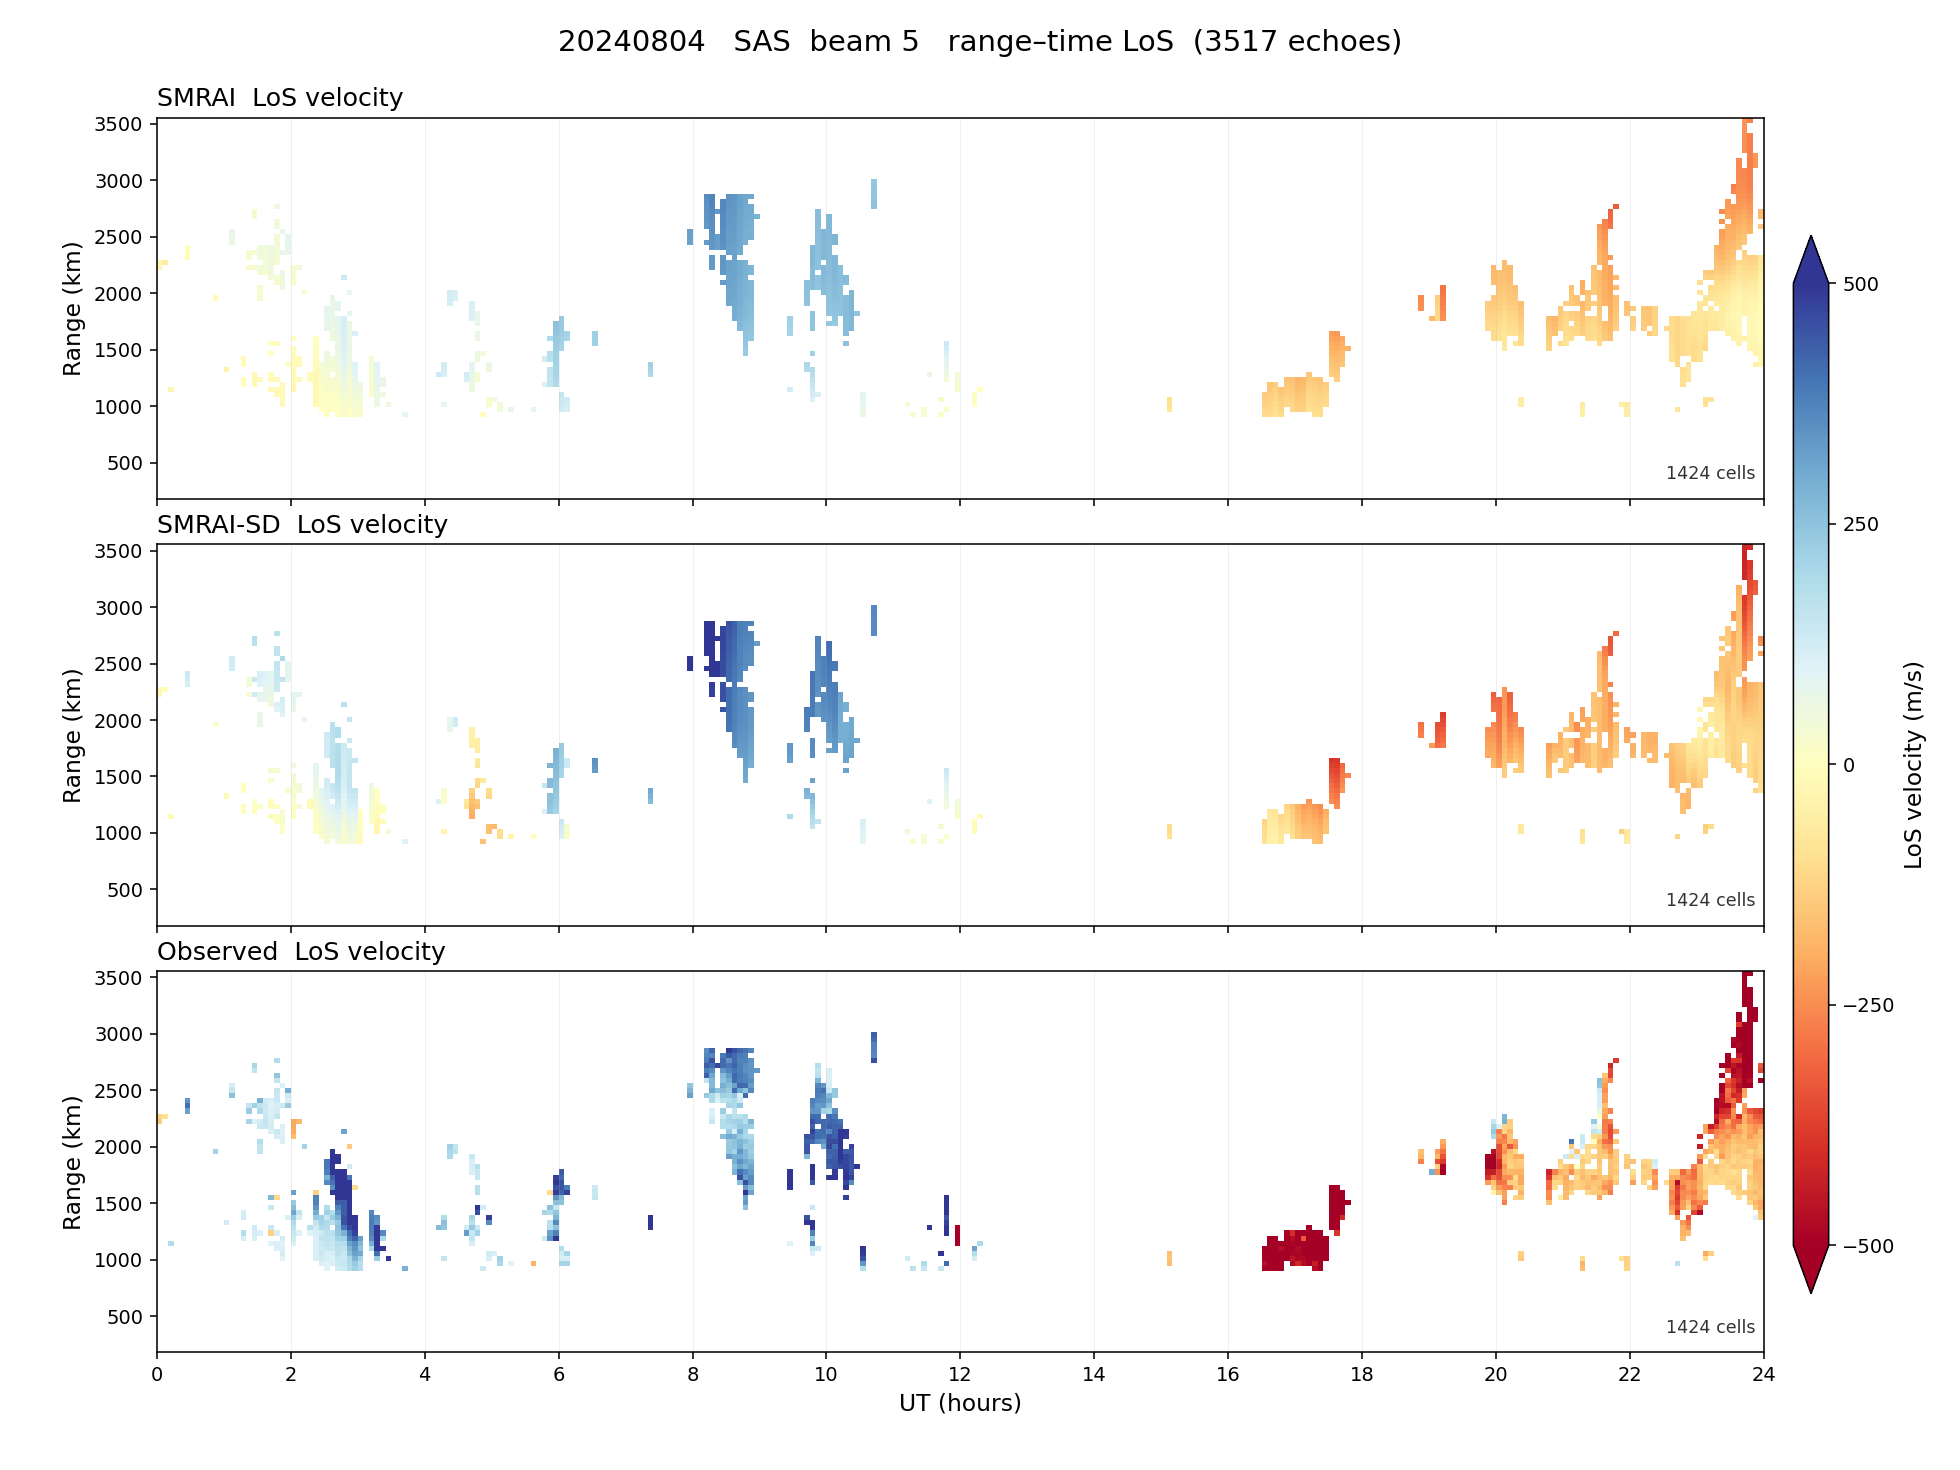 20240804   SAS  beam 5   range–time LoS  (3517 echoes)
SMRAI  LoS velocity
3500
3000
2500
2000
1500
1000
500
Range (km)
1424 cells
SMRAI-SD  LoS velocity
3500
3000
2500
2000
1500
1000
500
Range (km)
1424 cells
Observed  LoS velocity
3500
3000
2500
2000
1500
1000
500
Range (km)
1424 cells
0 2 4 6 8 10 12 14 16 18 20 22 24
UT (hours)
500
250
0
−250
−500
LoS velocity (m/s)